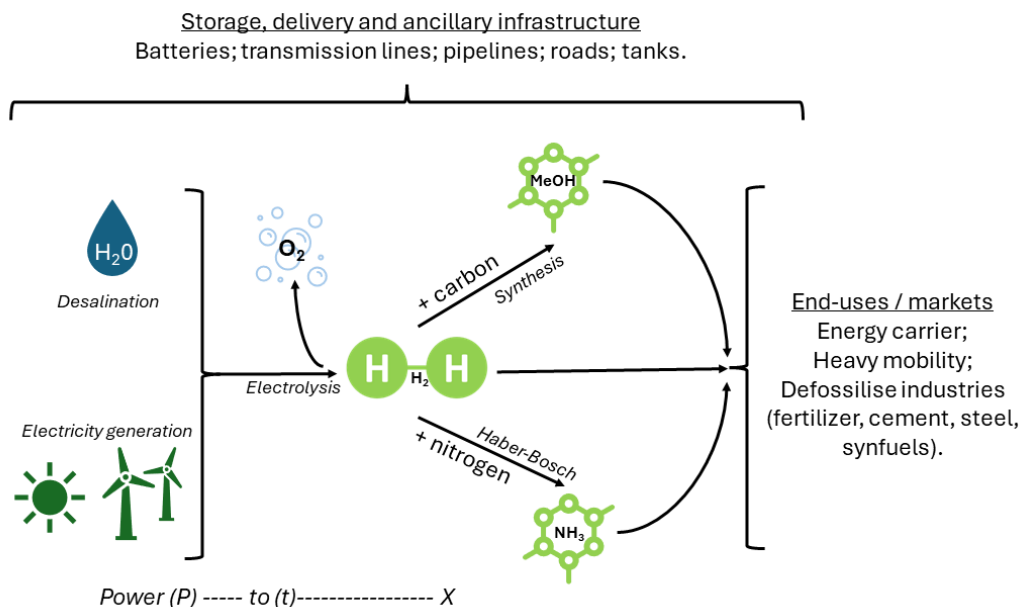 Storage, delivery and ancillary infrastructure
Batteries; transmission lines; pipelines; roads; tanks.
MeOH
H₂0
O₂
Desalination
+ carbon
Synthesis
End-uses / markets
Energy carrier;
Heavy mobility;
Defossilise industries
(fertilizer, cement, steel,
synfuels).
Electrolysis
H
H₂
H
Electricity generation
+ nitrogen
Haber-Bosch
NH₃
Power (P) ----- to (t)----------------- X